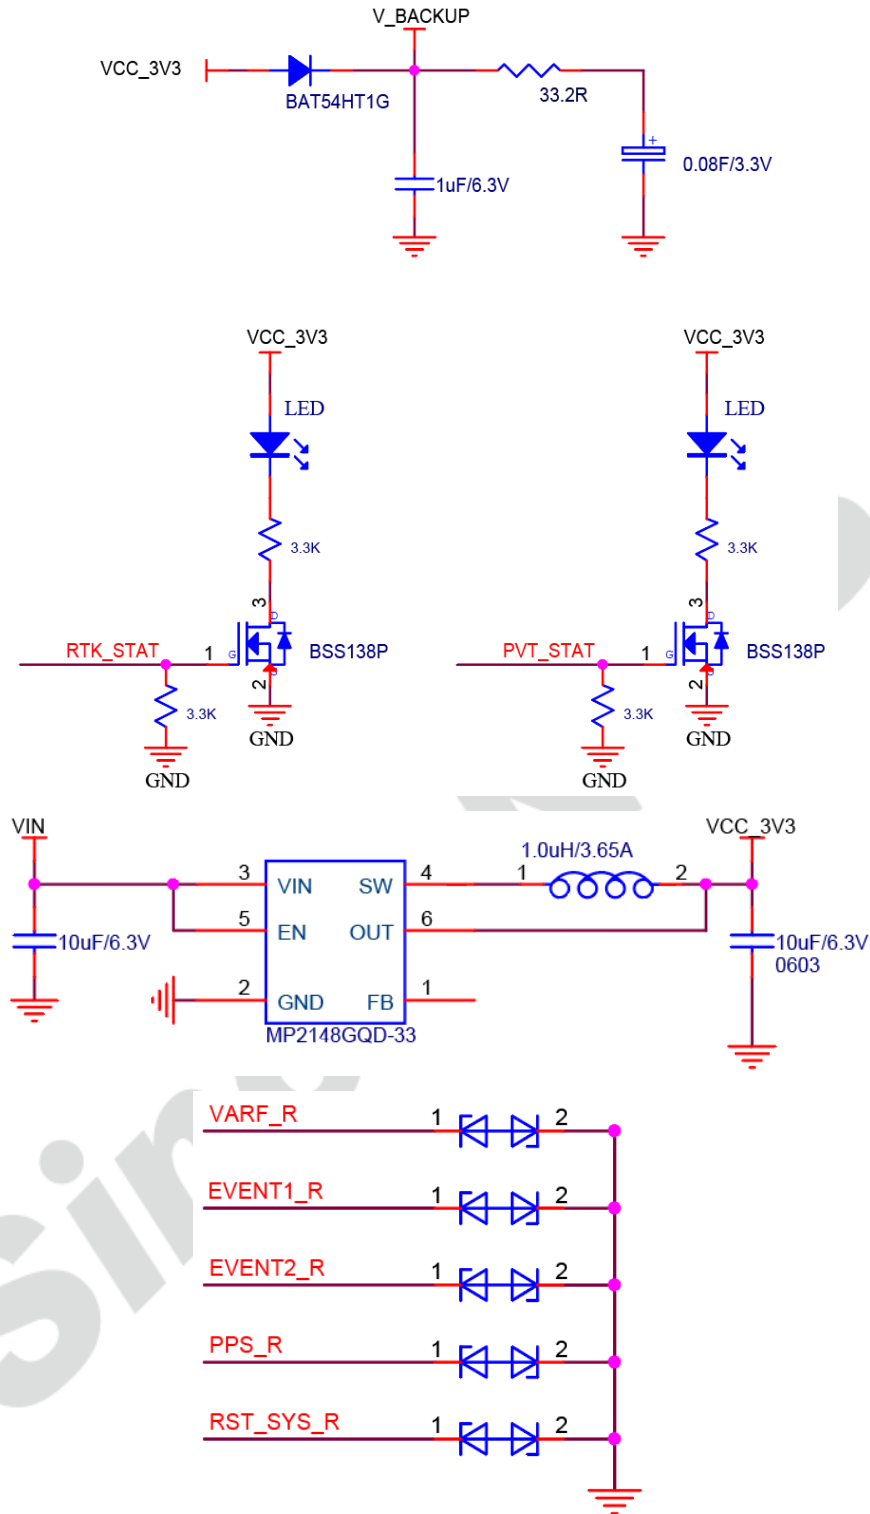 V_BACKUP
VCC_3V3
BAT54HT1G
33.2R
+
0.08F/3.3V
1uF/6.3V
VCC_3V3 VCC_3V3
LED LED
3.3K 3.3K
3 D 3 D
RTK_STAT 1 G BSS138P PVT_STAT 1 G BSS138P
2 2
3.3K 3.3K
GND GND
GND GND
VIN VCC_3V3
1.0uH/3.65A
3 VIN SW 4 1 2
5 EN OUT 6
10uF/6.3V 10uF/6.3V
0603
2 GND FB 1
MP2148GQD-33
VARF_R 1 2
EVENT1_R 1 2
EVENT2_R 1 2
PPS_R 1 2
RST_SYS_R 1 2